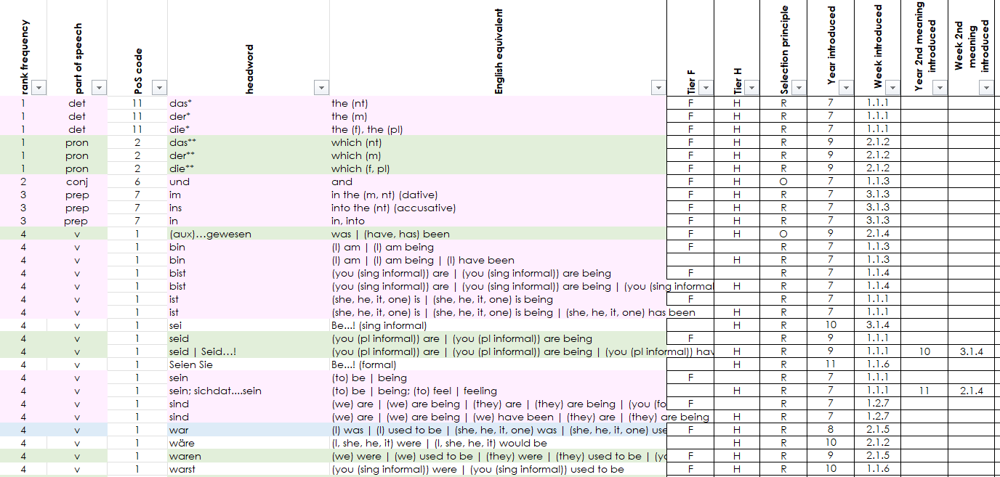 rank frequency part of speech PoS code headword English equivalent Tier F Tier H Selection principle Year introduced Week introduced Year 2nd meaning introduced Week 2nd meaning introduced
1 det 11 das* the (nt) F H R 7 1.1.1
1 det 11 der* the (m) F H R 7 1.1.1
1 det 11 die* the (f), the (pl) F H R 7 1.1.1
1 pron 2 das** which (nt) F H R 9 2.1.2
1 pron 2 der** which (m) F H R 9 2.1.2
1 pron 2 die** which (f, pl) F H R 9 2.1.2
2 conj 6 und and F H O 7 1.1.3
3 prep 7 im in the (m, nt) (dative) F H R 7 3.1.3
3 prep 7 ins into the (nt) (accusative) F H R 7 3.1.3
3 prep 7 in in, into F H R 7 3.1.3
4 v 1 (aux)…gewesen was | (have, has) been F H O 9 2.1.4
4 v 1 bin (I) am | (I) am being F R 7 1.1.3
4 v 1 bin (I) am | (I) am being | (I) have been H R 7 1.1.3
4 v 1 bist (you (sing informal)) are | (you (sing informal)) are being F R 7 1.1.4
4 v 1 bist (you (sing informal)) are | (you (sing informal)) are being | (you (sing informal H R 7 1.1.4
4 v 1 ist (she, he, it, one) is | (she, he, it, one) is being F R 7 1.1.1
4 v 1 ist (she, he, it, one) is | (she, he, it, one) is being | (she, he, it, one) has been H R 7 1.1.1
4 v 1 sei Be...! (sing informal) H R 10 3.1.4
4 v 1 seid (you (pl informal)) are | (you (pl informal)) are being F R 9 1.1.1
4 v 1 seid | Seid…! (you (pl informal)) are | (you (pl informal)) are being | (you (pl informal)) hav H R 9 1.1.1 10 3.1.4
4 v 1 Seien Sie Be...! (formal) H R 11 1.1.6
4 v 1 sein (to) be | being F R 7 1.1.1
4 v 1 sein; sichdat....sein (to) be | being; (to) feel | feeling H R 7 1.1.1 11 2.1.4
4 v 1 sind (we) are | (we) are being | (they) are | (they) are being | (you (fo F R 7 1.2.7
4 v 1 sind (we) are | (we) are being | (we) have been | (they) are | (they) are being H R 7 1.2.7
4 v 1 war (I) was | (I) used to be | (she, he, it, one) was | (she, he, it, one) use F H R 8 2.1.5
4 v 1 wäre (I, she, he, it) were | (I, she, he, it) would be H R 10 2.1.2
4 v 1 waren (we) were | (we) used to be | (they) were | (they) used to be | (yo F H R 9 2.1.5
4 v 1 warst (you (sing informal)) were | (you (sing informal)) used to be F H R 10 1.1.6